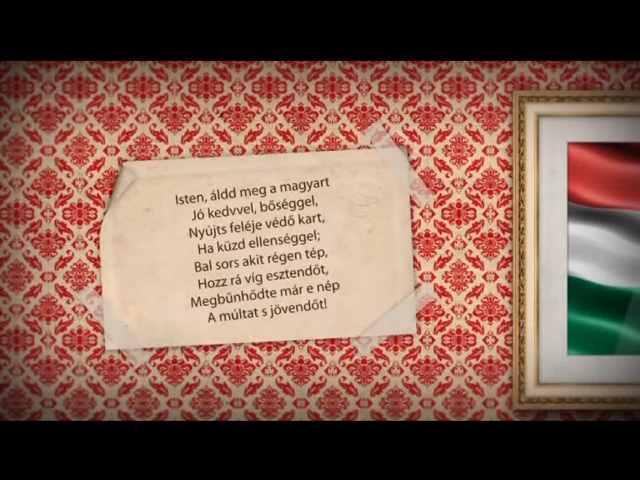 Isten, áldd meg a magyart
Jó kedvvel, bőséggel,
Nyújts feléje védő kart,
Ha küzd ellenséggel;
Bal sors akit régen tép,
Hozz rá víg esztendőt,
Megbűnhődte már e nép
A múltat s jövendőt!